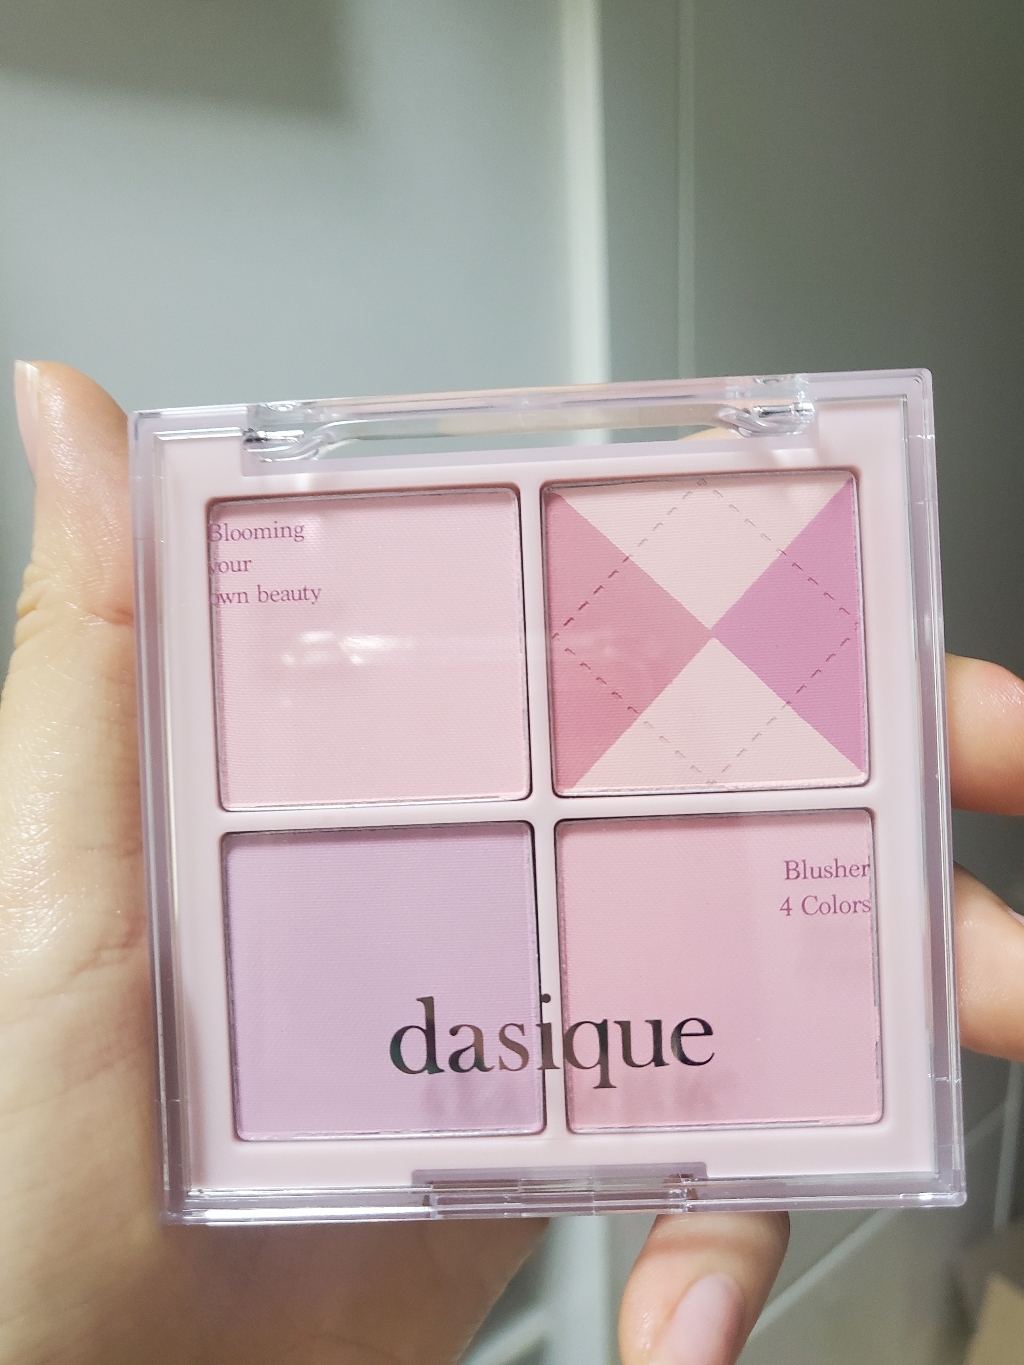 Blooming
your
own beauty
Blusher
4 Colors
dasique